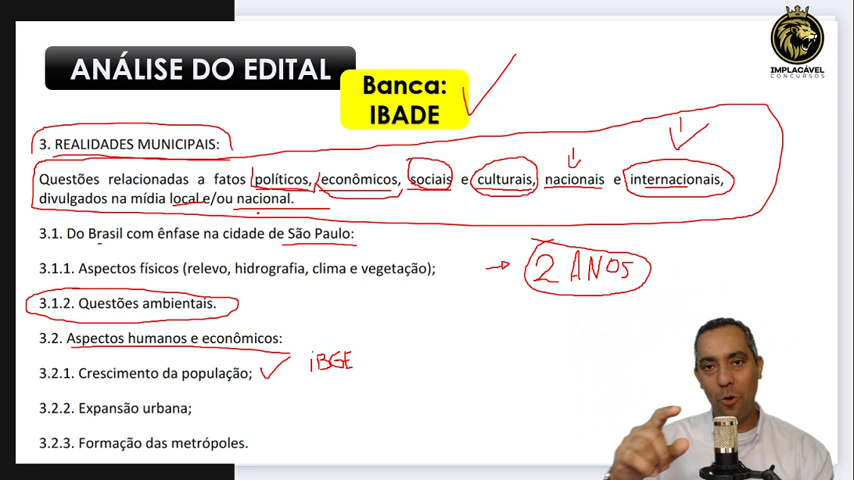 IMPLACÁVEL
CONCURSOS
ANÁLISE DO EDITAL
Banca:
IBADE
3. REALIDADES MUNICIPAIS:
Questões relacionadas a fatos políticos, econômicos, sociais e culturais, nacionais e internacionais,
divulgados na mídia local e/ou nacional.
3.1. Do Brasil com ênfase na cidade de São Paulo:
3.1.1. Aspectos físicos (relevo, hidrografia, clima e vegetação);
2 ANOS
3.1.2. Questões ambientais.
3.2. Aspectos humanos e econômicos:
iBGE
3.2.1. Crescimento da população;
3.2.2. Expansão urbana;
3.2.3. Formação das metrópoles.